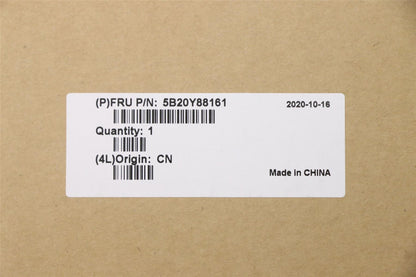 (P)FRU P/N: 5B20Y88161
2020-10-16
Quantity: 1
(4L)Origin: CN
Made in CHINA